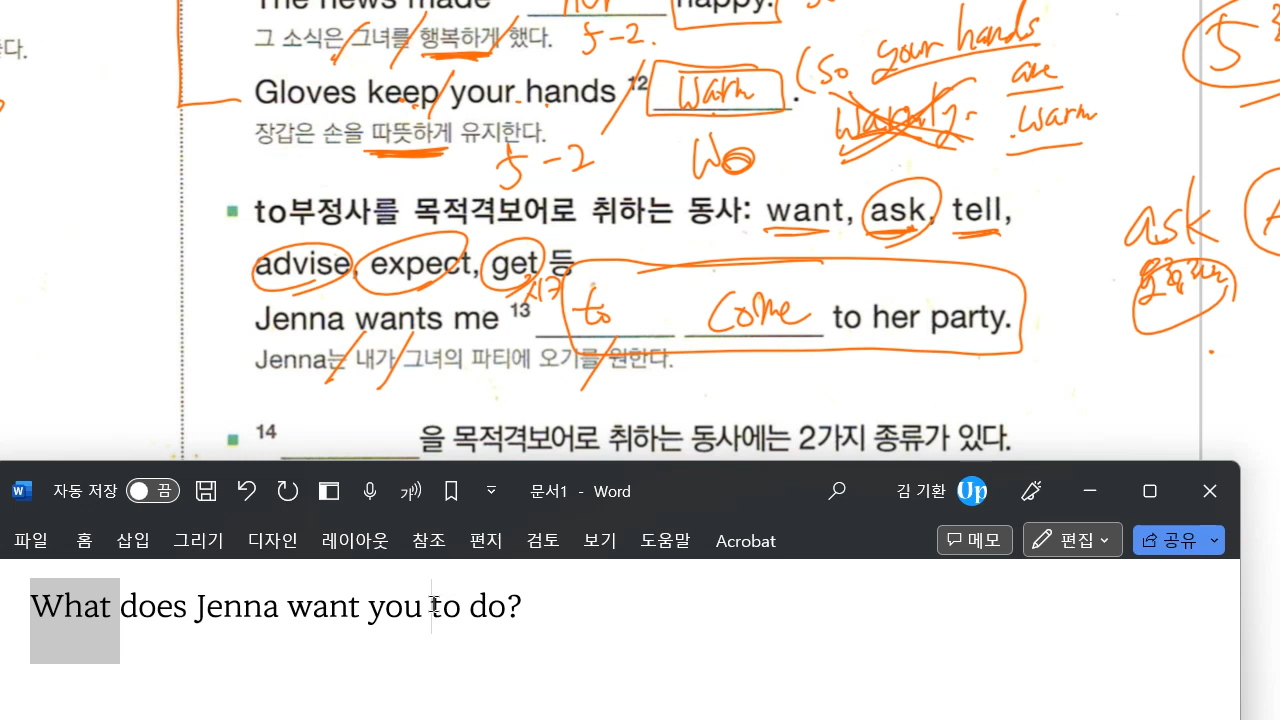 The news made her happy.
그 소식은 그녀를 행복하게 했다.
5-2.
Gloves keep your hands 12 warm.
(so your hands are warm
warmly
장갑은 손을 따뜻하게 유지한다.
5-2
to부정사를 목적격보어로 취하는 동사: want, ask, tell,
ask
advise, expect, get 등
Jenna wants me 13 to come to her party.
Jenna는 내가 그녀의 파티에 오기를 원한다.
14 을 목적격보어로 취하는 동사에는 2가지 종류가 있다.
자동 저장 끔 문서1 - Word 김 기환 Up
파일 홈 삽입 그리기 디자인 레이아웃 참조 편지 검토 보기 도움말 Acrobat 메모 편집 공유
What does Jenna want you to do?